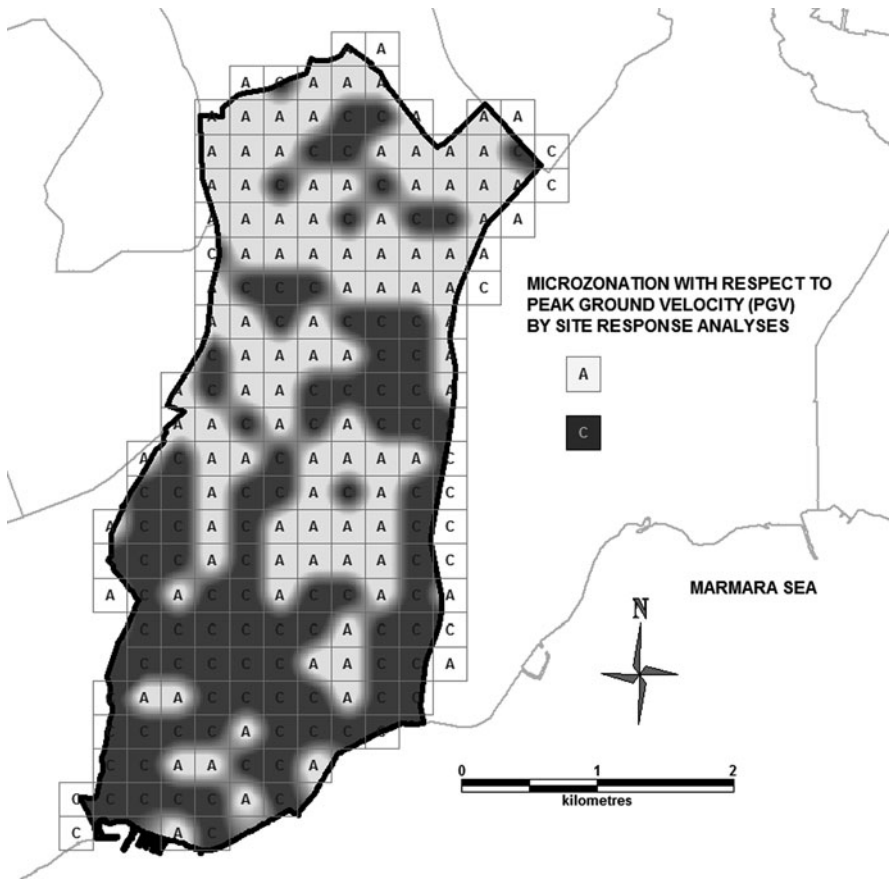 A
A C A A A
A A A A C C A A A
A A A C C A A A A C C
A A C A A C A A A A C
A A A A C A C C A A
C A A A A A A A A
C C C A A A A C
MICROZONATION WITH RESPECT TO
PEAK GROUND VELOCITY (PGV)
BY SITE RESPONSE ANALYSES
A
C
A A C A C C C A
C A A A A C C A
A C A A C C C C A
A A C A C A C C
A C A A C A A A A C
C C A C C A C A C C
A C C A C A A A A C C
C C A C A A A A C C
A C A C C A C C A C A
C C C C C C A C C C
C C C C C A A C C A
A A C C C C A C C
C C C C A C C C C
C C A A C C A
C C C C C A C
C A C
MARMARA SEA
N
0 1 2
kilometres